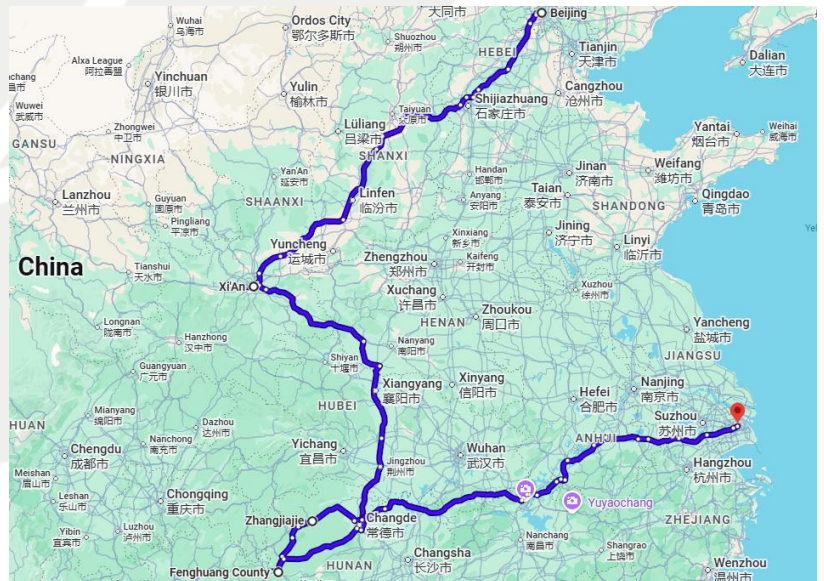 Wuhai
乌海市
Ordos City
鄂尔多斯市
大同市
Beijing
Shuozhou
朔州市
HEBEI
Tianjin
天津市
Dalian
大连市
Alxa League
阿拉善盟
Yinchuan
银川市
Yulin
榆林市
Cangzhou
沧州市
Shijiazhuang
石家庄市
Taiyuan
太原市
Wuwei
武威市
Zhongwei
中卫市
NINGXIA
GANSU
Lüliang
吕梁市
SHANXI
Yantai
烟台市
Weihai
威海市
Yan'An
延安市
Handan
邯郸市
Jinan
济南市
Weifang
潍坊市
Lanzhou
兰州市
Guyuan
固原市
SHAANXI
Linfen
临汾市
Anyang
安阳市
Taian
泰安市
SHANDONG
Qingdao
青岛市
Pingliang
平凉市
Xinxiang
新乡市
Jining
济宁市
Linyi
临沂市
China
Yuncheng
运城市
Zhengzhou
郑州市
Kaifeng
开封市
Tianshui
天水市
Xi'An
Xuchang
许昌市
Xuzhou
徐州市
Zhoukou
周口市
HENAN
Longnan
陇南市
Hanzhong
汉中市
Yancheng
盐城市
Shiyan
十堰市
Nanyang
南阳市
JIANGSU
Guangyuan
广元市
Xiangyang
襄阳市
Xinyang
信阳市
Hefei
合肥市
Nanjing
南京市
HUBEI
Suzhou
苏州市
Mianyang
绵阳市
Dazhou
达州市
HUAN
Chengdu
成都市
Nanchong
南充市
Yichang
宜昌市
Jingzhou
荆州市
Wuhan
武汉市
ANHUI
Hangzhou
杭州市
Meishan
眉山市
Chongqing
重庆市
Leshan
乐山市
Luzhou
泸州市
Yuyaochang
Zhangjiajie
Changde
常德市
ZHEJIANG
Yibin
宜宾市
Nanchang
南昌市
Shangrao
上饶市
Changsha
长沙市
HUNAN
Fenghuang County
Wenzhou
温州市